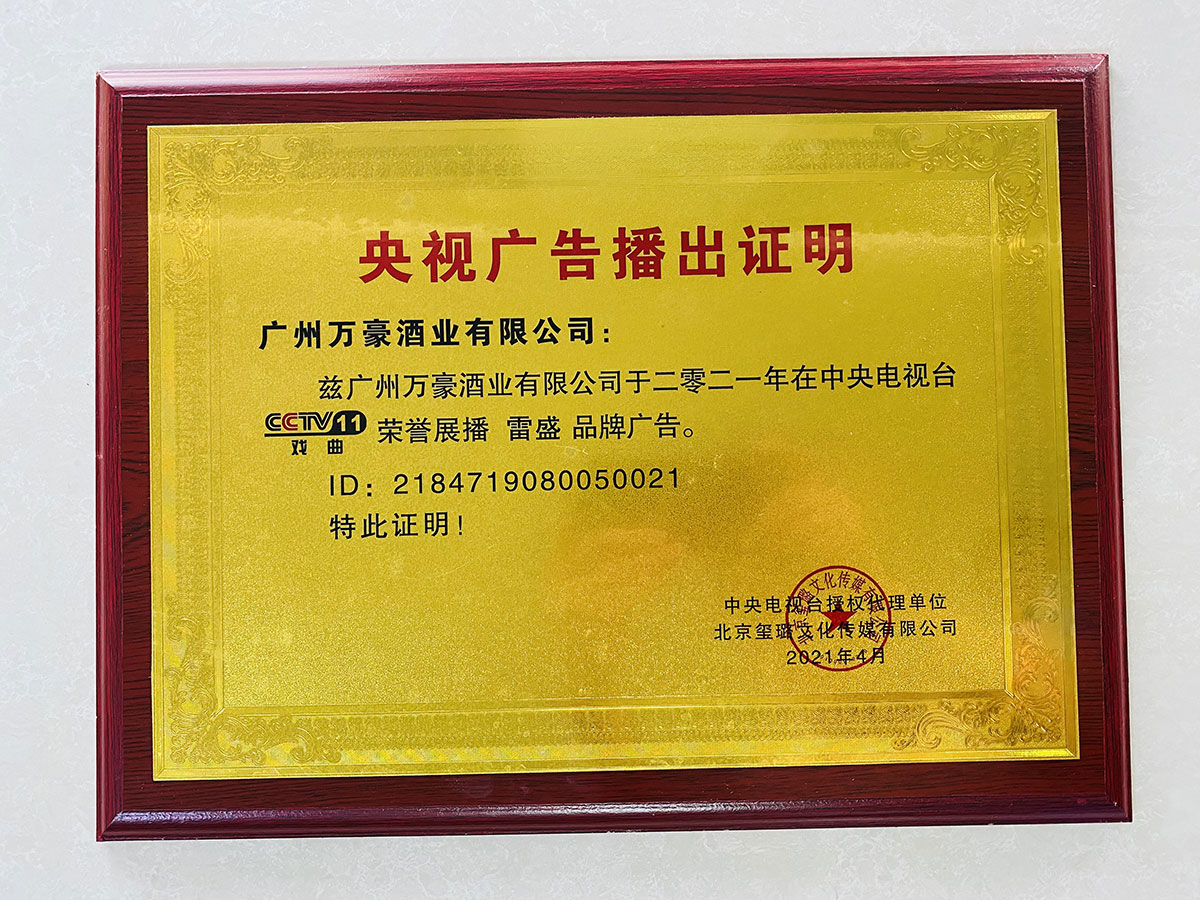 央视广告播出证明
广州万豪酒业有限公司：
兹广州万豪酒业有限公司于二零二一年在中央电视台
CCTV11 荣誉展播 雷盛 品牌广告。
戏曲
ID：2184719080050021
特此证明！
中央电视台授权代理单位
北京玺璐文化传媒有限公司
2021年4月